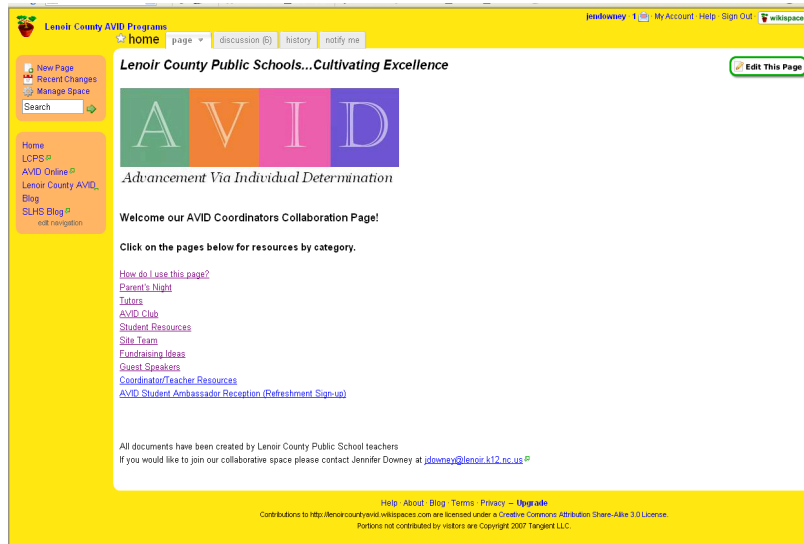 jendowney · 1 · My Account · Help · Sign Out · wikispace
Lenoir County AVID Programs
home page discussion (6) history notify me
New Page
Recent Changes
Manage Space
Search
Home
LCPS
AVID Online
Lenoir County AVID
Blog
SLHS Blog
edit navigation
Lenoir County Public Schools...Cultivating Excellence
Edit This Page
AVID
Advancement Via Individual Determination
Welcome our AVID Coordinators Collaboration Page!
Click on the pages below for resources by category.
How do I use this page?
Parent's Night
Tutors
AVID Club
Student Resources
Site Team
Fundraising Ideas
Guest Speakers
Coordinator/Teacher Resources
AVID Student Ambassador Reception (Refreshment Sign-up)
All documents have been created by Lenoir County Public School teachers
If you would like to join our collaborative space please contact Jennifer Downey at jdowney@lenoir.k12.nc.us
Help · About · Blog · Terms · Privacy – Upgrade
Contributions to http://lenoircountyavid.wikispaces.com are licensed under a Creative Commons Attribution Share-Alike 3.0 License.
Portions not contributed by visitors are Copyright 2007 Tangient LLC.